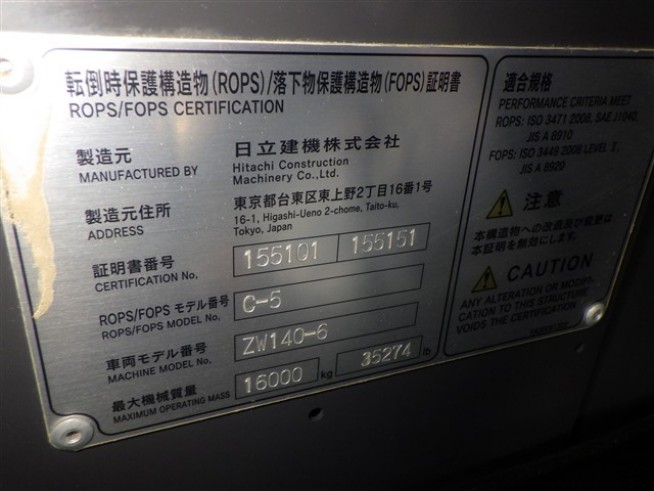 転倒時保護構造物(ROPS)/落下物保護構造物(FOPS)証明書
ROPS/FOPS CERTIFICATION
製造元
MANUFACTURED BY
日立建機株式会社
Hitachi Construction
Machinery Co.,Ltd.
製造元住所
ADDRESS
東京都台東区東上野2丁目16番1号
16-1, Higashi-Ueno 2-chome, Taito-ku,
Tokyo, Japan
証明書番号
CERTIFICATION No.
155101 155151
ROPS/FOPS モデル番号
ROPS/FOPS MODEL No.
C-5
車両モデル番号
MACHINE MODEL No.
ZW140-6
最大機械質量
MAXIMUM OPERATING MASS
16000 kg 35274 lb
適合規格
PERFORMANCE CRITERIA MEET
ROPS: ISO 3471 2008, SAE J1040,
JIS A 8910
FOPS: ISO 3449 2008 LEVEL Ⅱ,
JIS A 8920
注意
本構造物への改造及び変更は
本証明を無効にします。
CAUTION
ANY ALTERATION OR MODIFI-
CATION TO THIS STRUCTURE
VOIDS THE CERTIFICATION